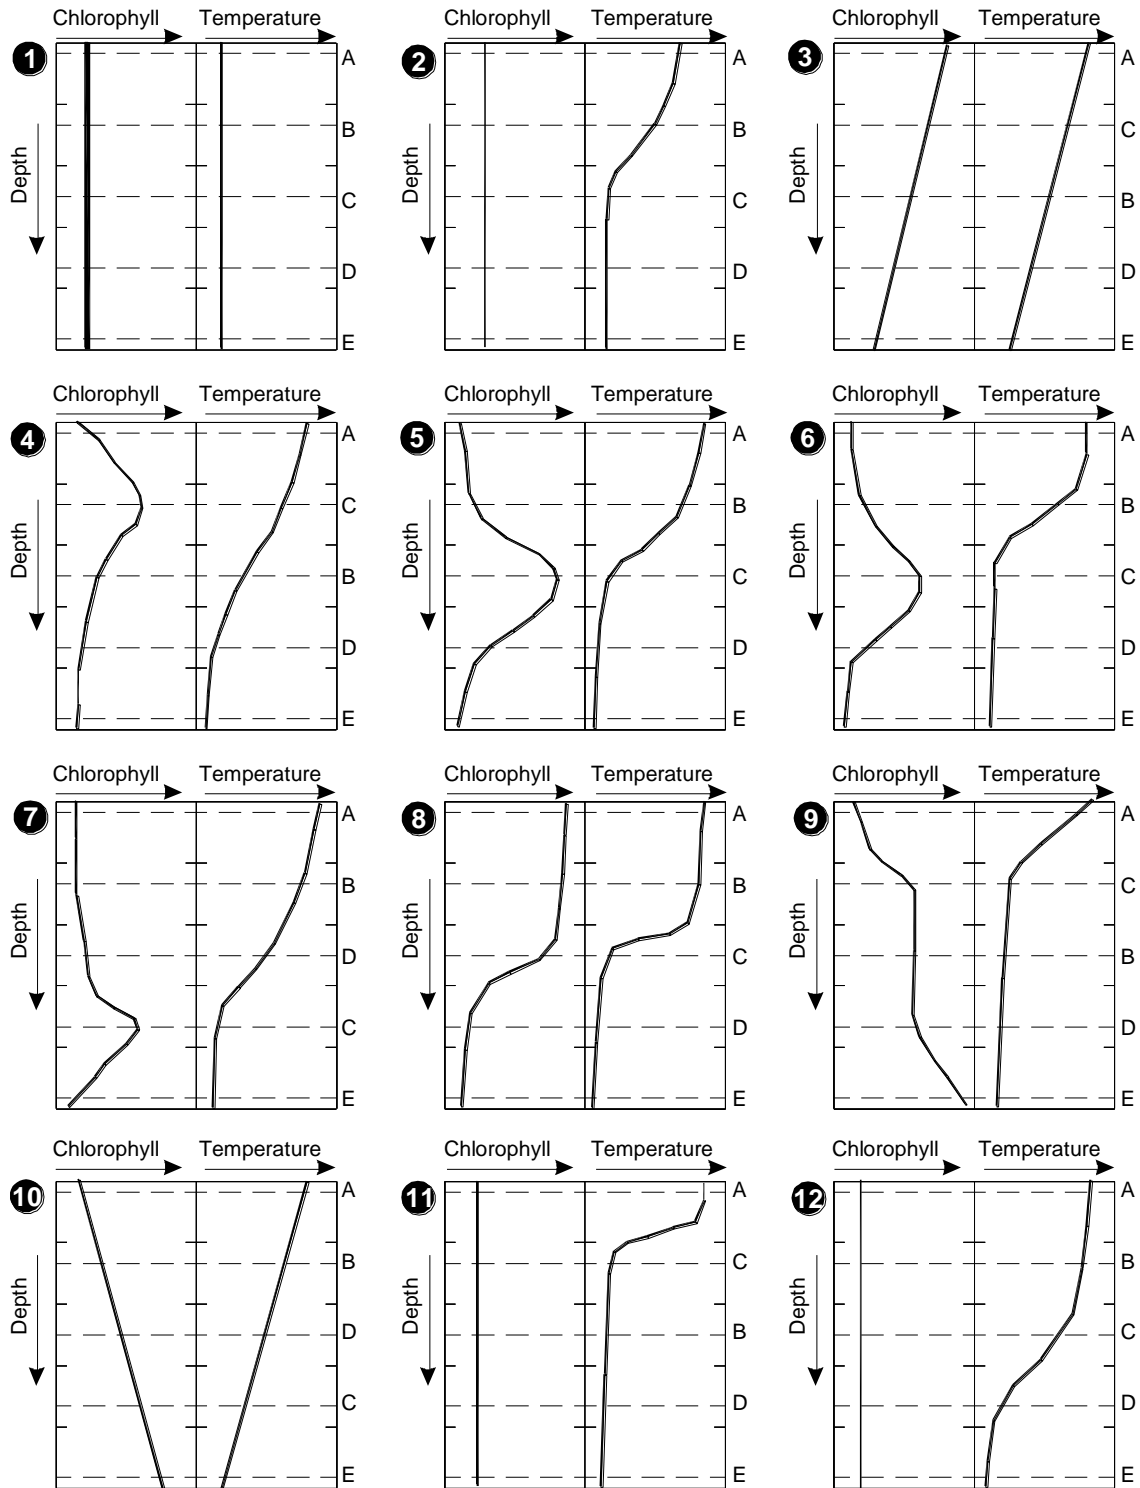 Chlorophyll Temperature Chlorophyll Temperature Chlorophyll Temperature
1 A 2 A 3 A
Depth B Depth B Depth C
C C B
D D D
E E E
Chlorophyll Temperature Chlorophyll Temperature Chlorophyll Temperature
4 A 5 A 6 A
Depth C Depth B Depth B
B C C
D D D
E E E
Chlorophyll Temperature Chlorophyll Temperature Chlorophyll Temperature
7 A 8 A 9 A
Depth B Depth B Depth C
D C B
C D D
E E E
Chlorophyll Temperature Chlorophyll Temperature Chlorophyll Temperature
10 A 11 A 12 A
Depth B Depth C Depth B
D B C
C D D
E E E